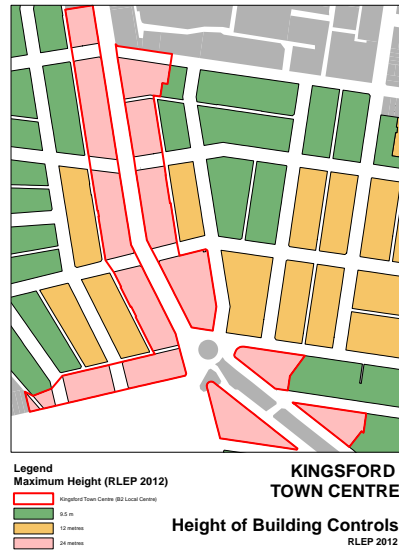 Legend
Maximum Height (RLEP 2012)
Kingsford Town Centre (B2 Local Centre)
9.5 m
12 metres
24 metres
KINGSFORD
TOWN CENTRE
Height of Building Controls
RLEP 2012